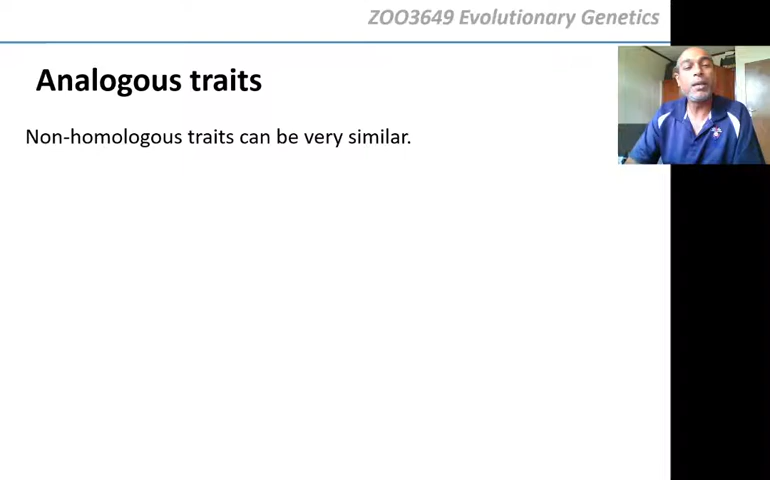 ZOO3649 Evolutionary Genetics
Analogous traits
Non-homologous traits can be very similar.